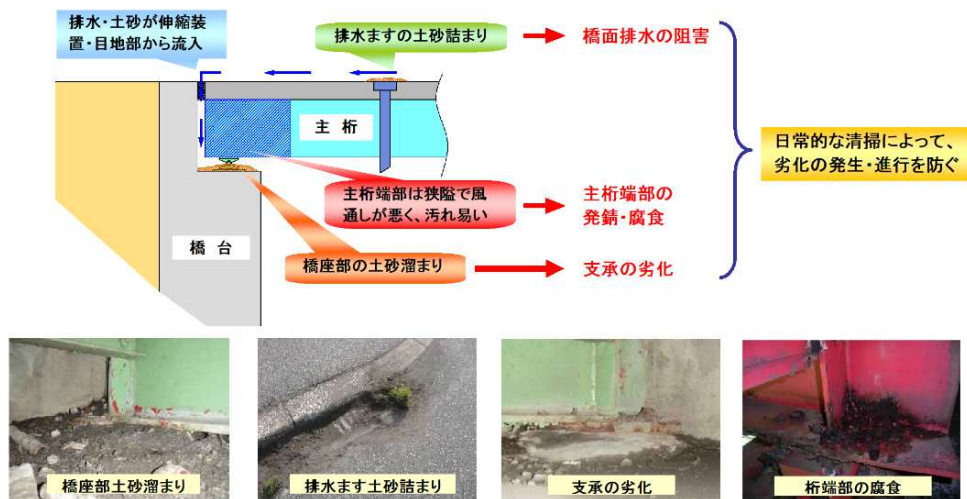 排水・土砂が伸縮装
置・目地部から流入
排水ますの土砂詰まり
橋面排水の阻害
主 桁
日常的な清掃によって、
劣化の発生・進行を防ぐ
主桁端部は狭隘で風
通しが悪く、汚れ易い
主桁端部の
発錆・腐食
橋 台
橋座部の土砂溜まり
支承の劣化
橋座部土砂溜まり
排水ます土砂詰まり
支承の劣化
桁端部の腐食